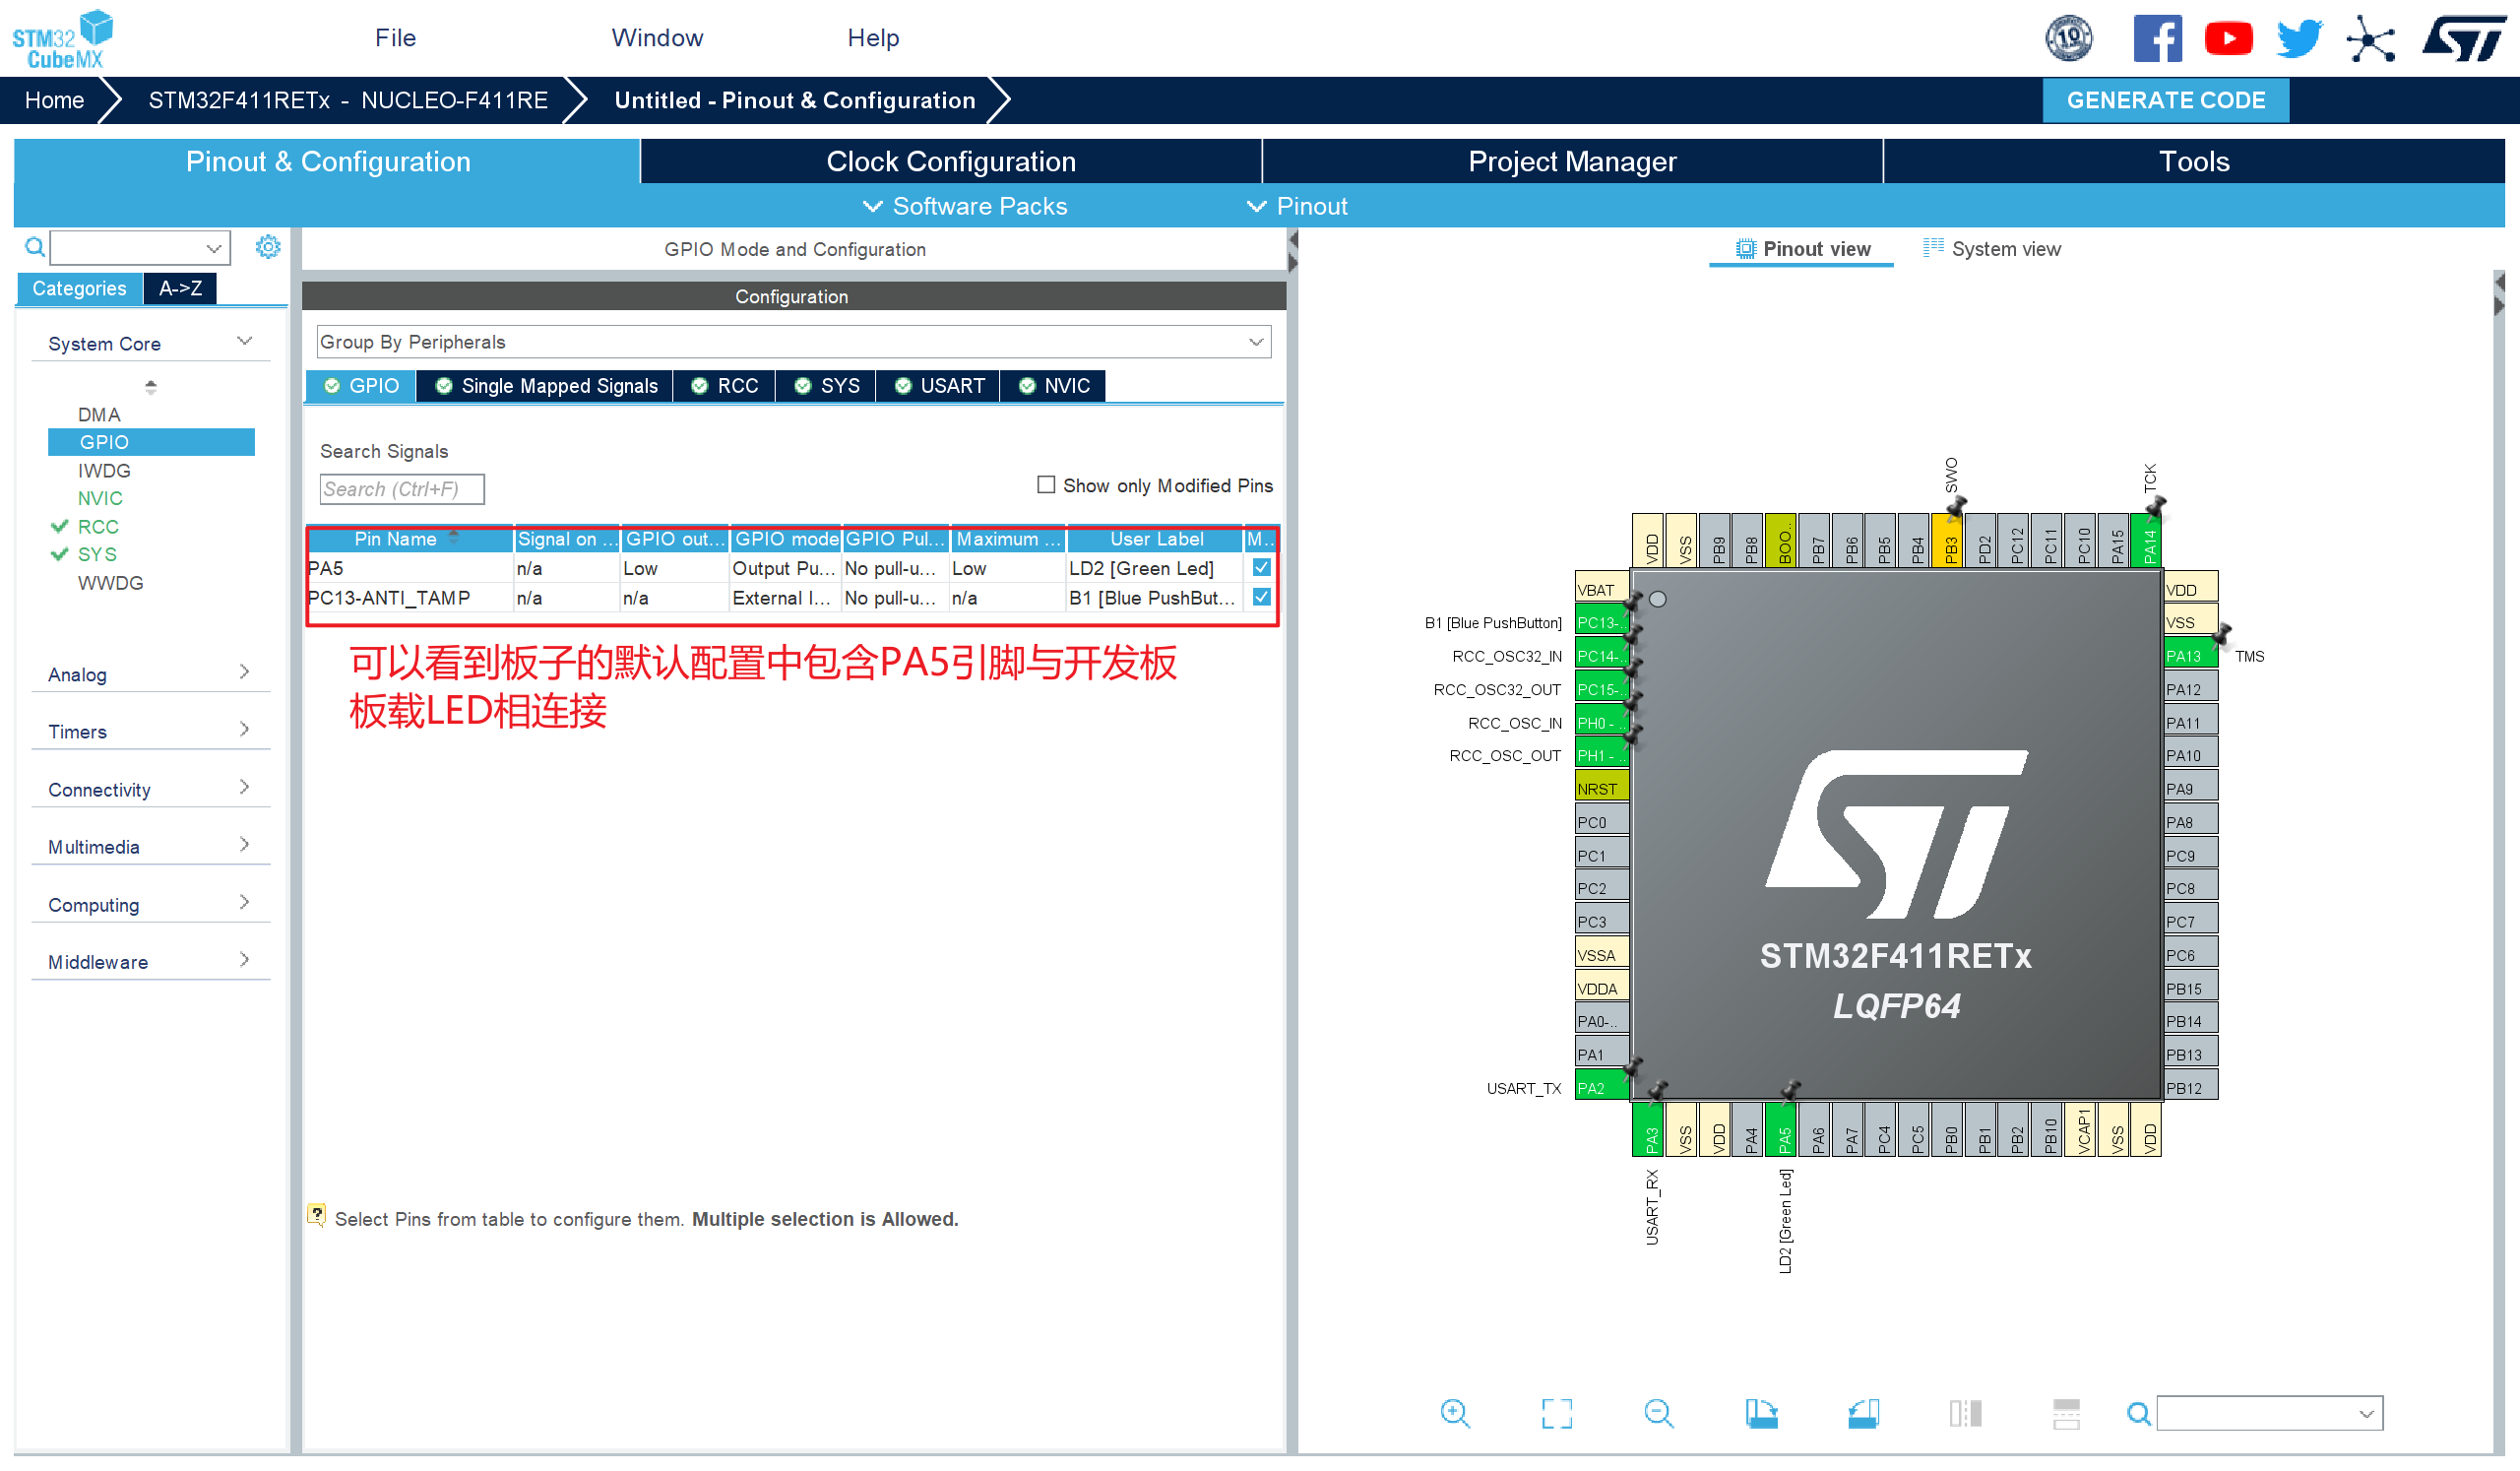 STM32
CubeMX
File
Window
Help
10
ST
Home
STM32F411RETx - NUCLEO-F411RE
Untitled - Pinout & Configuration
GENERATE CODE
Pinout & Configuration
Clock Configuration
Project Manager
Tools
Software Packs
Pinout
Categories
A->Z
System Core
DMA
GPIO
IWDG
NVIC
RCC
SYS
WWDG
Analog
Timers
Connectivity
Multimedia
Computing
Middleware
GPIO Mode and Configuration
Configuration
Group By Peripherals
GPIO
Single Mapped Signals
RCC
SYS
USART
NVIC
Search Signals
Search (Ctrl+F)
Show only Modified Pins
Pin Name Signal on ... GPIO out... GPIO mode GPIO Pul... Maximum ... User Label M...
PA5 n/a Low Output Pu... No pull-u... Low LD2 [Green Led]
PC13-ANTI_TAMP n/a n/a External I... No pull-u... n/a B1 [Blue PushBut...
可以看到板子的默认配置中包含PA5引脚与开发板
板载LED相连接
Select Pins from table to configure them. Multiple selection is Allowed.
Pinout view
System view
SWO
TCK
VDD
VSS
PB9
PB8
BOO..
PB7
PB6
PB5
PB4
PB3
PD2
PC12
PC11
PC10
PA15
PA14
VBAT
B1 [Blue PushButton] PC13-..
RCC_OSC32_IN PC14-..
RCC_OSC32_OUT PC15-..
RCC_OSC_IN PH0 - ..
RCC_OSC_OUT PH1 - ..
NRST
PC0
PC1
PC2
PC3
VSSA
VDDA
PA0-..
PA1
USART_TX PA2
ST
STM32F411RETx
LQFP64
VDD
VSS
PA13 TMS
PA12
PA11
PA10
PA9
PA8
PC9
PC8
PC7
PC6
PB15
PB14
PB13
PB12
PA3
VSS
VDD
PA4
PA5
PA6
PA7
PC4
PC5
PB0
PB1
PB2
PB10
VCAP1
VSS
VDD
USART_RX
LD2 [Green Led]